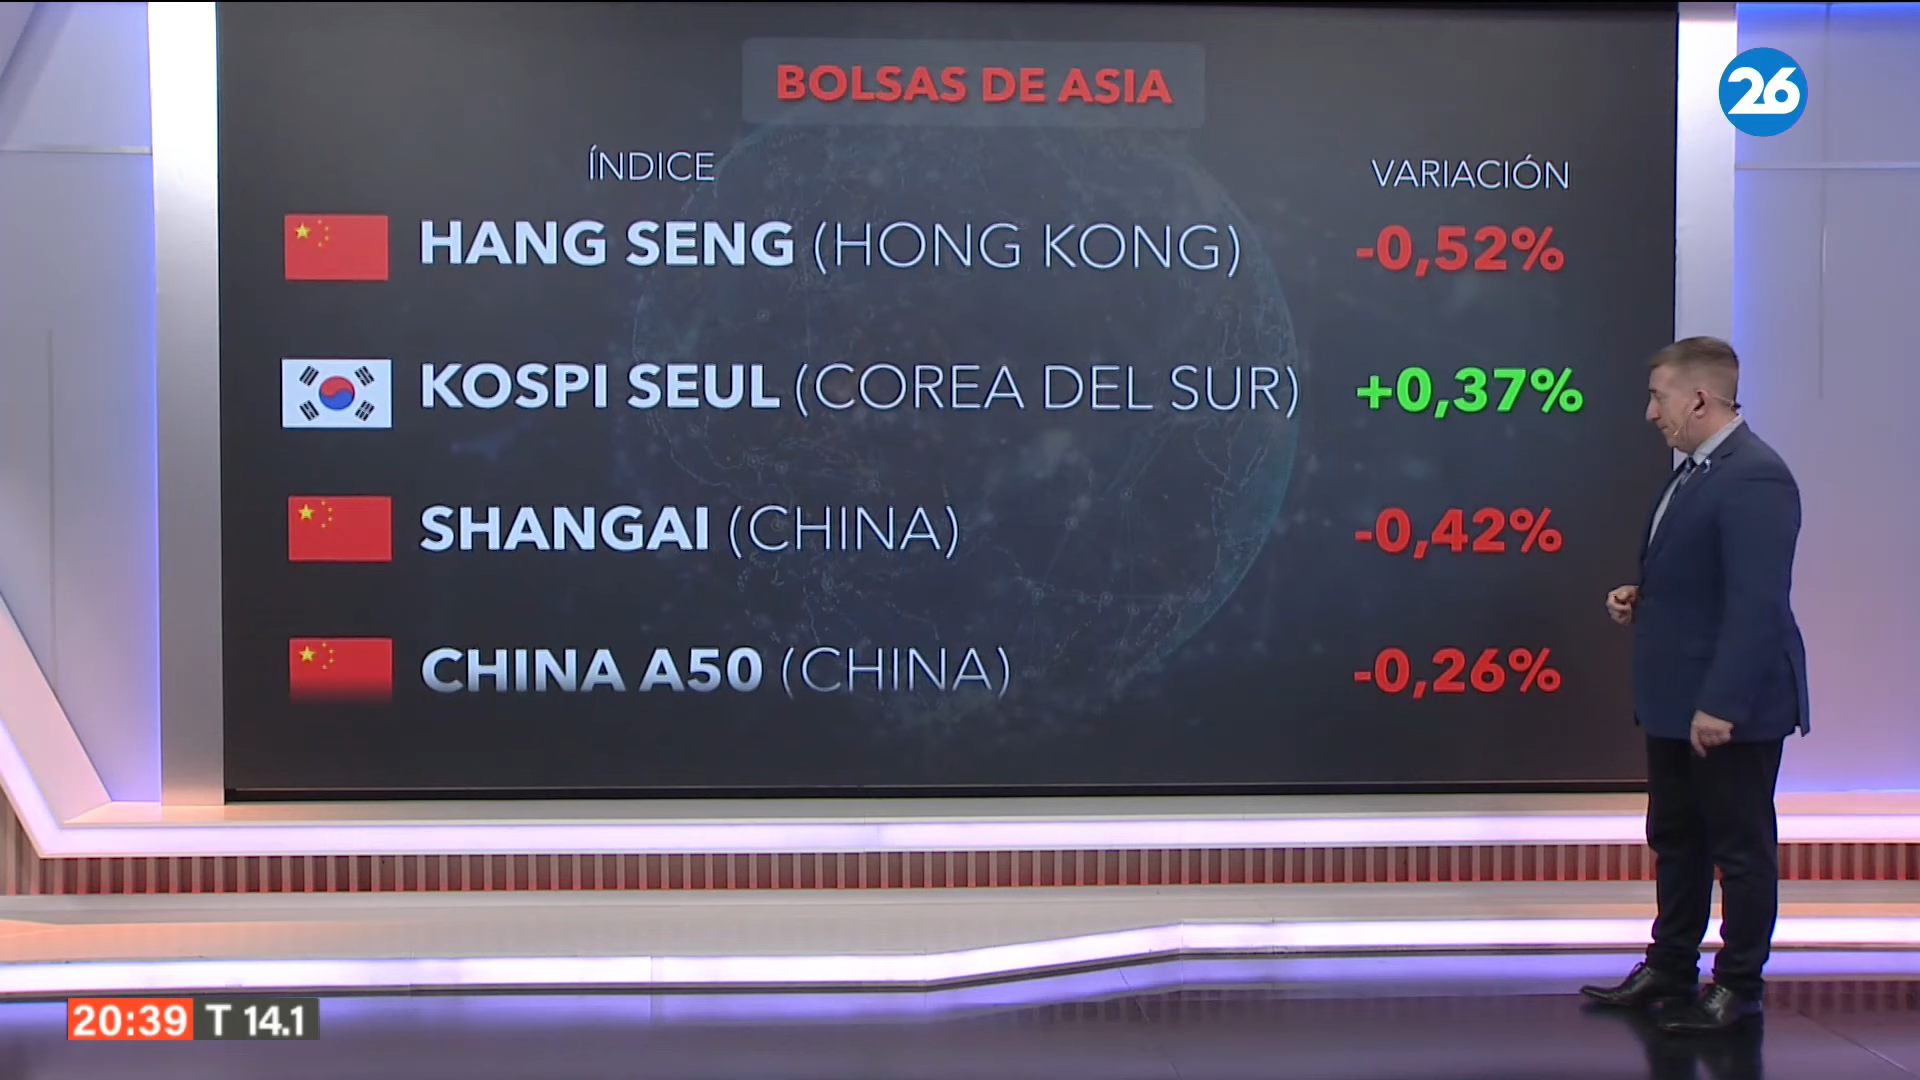 BOLSAS DE ASIA
26
ÍNDICE VARIACIÓN
HANG SENG (HONG KONG) -0,52%
KOSPI SEUL (COREA DEL SUR) +0,37%
SHANGAI (CHINA) -0,42%
CHINA A50 (CHINA) -0,26%
20:39 T 14.1